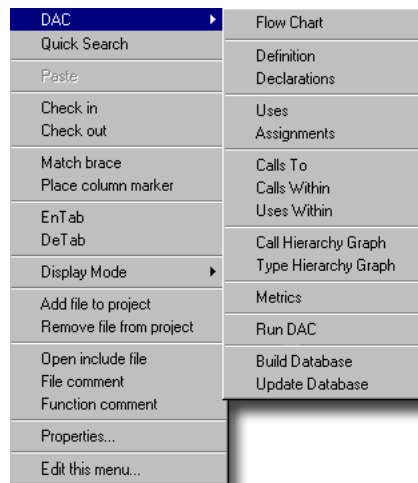 DAC
Quick Search
Paste
Check in
Check out
Match brace
Place column marker
EnTab
DeTab
Display Mode
Add file to project
Remove file from project
Open include file
File comment
Function comment
Properties...
Edit this menu...
Flow Chart
Definition
Declarations
Uses
Assignments
Calls To
Calls Within
Uses Within
Call Hierarchy Graph
Type Hierarchy Graph
Metrics
Run DAC
Build Database
Update Database